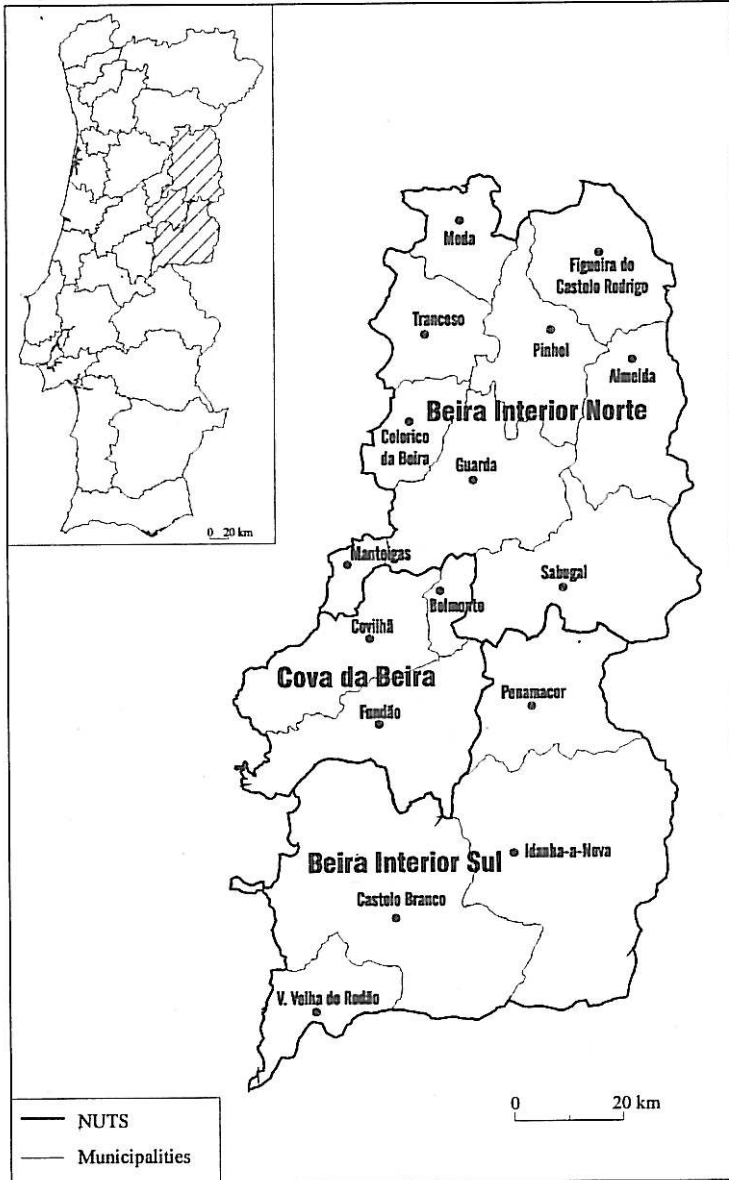 0 20 km
Meda
Figueira do
Castelo Rodrigo
Trancoso
Pinhel
Almeida
Beira Interior Norte
Celorico
da Beira
Guarda
Manteigas
Sabugal
Belmonte
Covilhã
Cova da Beira
Penamacor
Fundão
Idanha-a-Nova
Beira Interior Sul
Castelo Branco
V. Velha de Rodão
0 20 km
NUTS
Municipalities